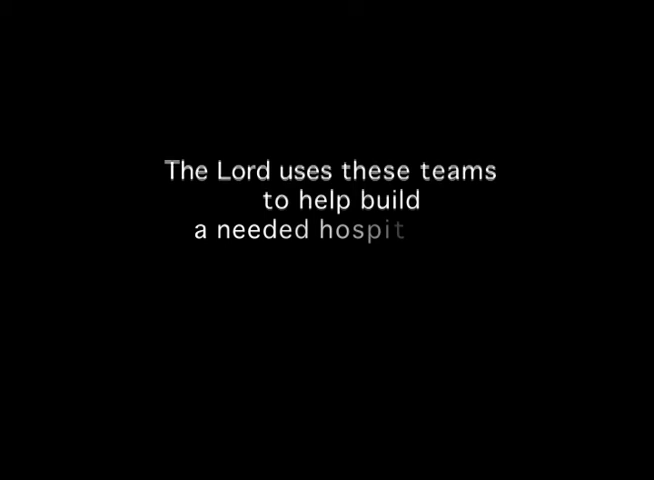 The Lord uses these teams
to help build
a needed hospit